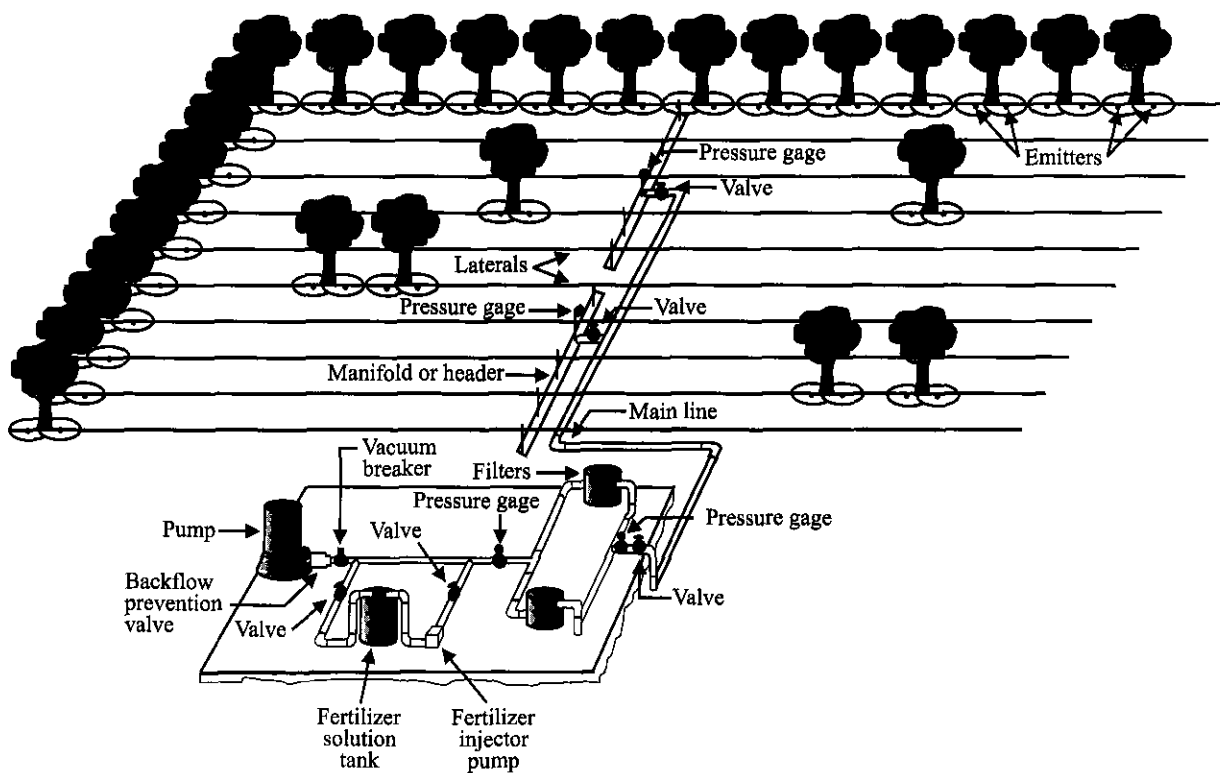 Pressure gage
Emitters
Valve
Laterals
Pressure gage
Valve
Manifold or header
Main line
Vacuum
breaker
Filters
Pressure gage
Pressure gage
Pump
Valve
Backflow
prevention
valve
Valve
Valve
Fertilizer
solution
tank
Fertilizer
injector
pump